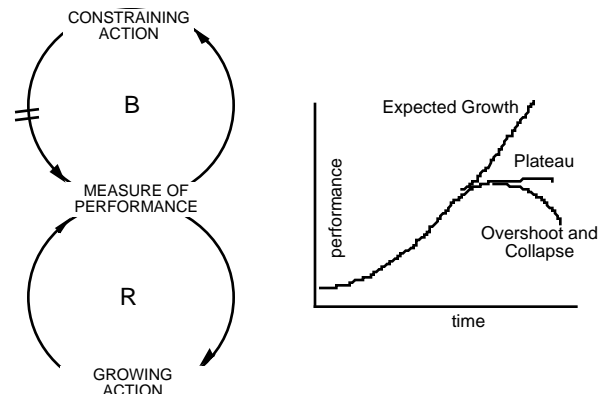 CONSTRAINING
ACTION
B
MEASURE OF
PERFORMANCE
R
GROWING
ACTION
Expected Growth
Plateau
Overshoot and
Collapse
performance
time